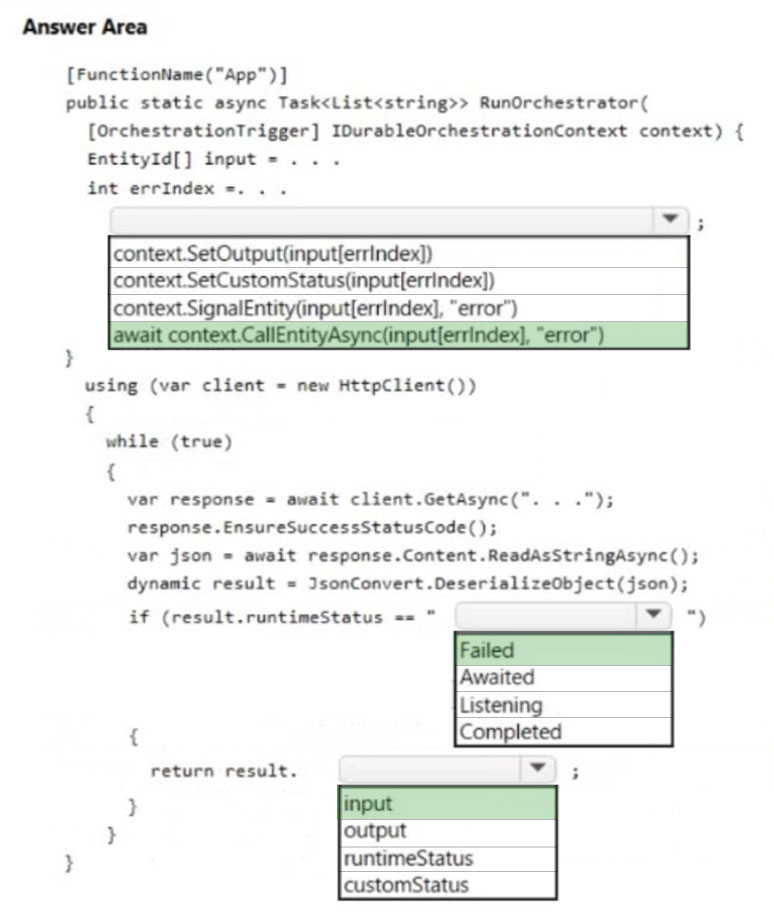 Answer Area
[FunctionName("App")]
public static async Task<List<string>> RunOrchestrator(
[OrchestrationTrigger] IDurableOrchestrationContext context) {
EntityId[] input = . . .
int errIndex =. . .
;
context.SetOutput(input[errIndex])
context.SetCustomStatus(input[errIndex])
context.SignalEntity(input[errIndex], "error")
await context.CallEntityAsync(input[errIndex], "error")
}
using (var client = new HttpClient())
{
while (true)
{
var response = await client.GetAsync(". . .");
response.EnsureSuccessStatusCode();
var json = await response.Content.ReadAsStringAsync();
dynamic result = JsonConvert.DeserializeObject(json);
if (result.runtimeStatus == " ")
Failed
Awaited
Listening
Completed
{
return result. ;
input
output
runtimeStatus
customStatus
}
}
}